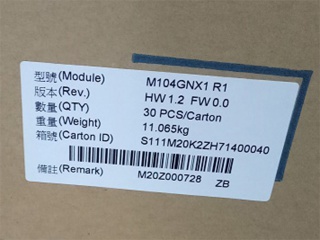 型號(Module) M104GNX1 R1
版本(Rev.) HW 1.2 FW 0.0
數量(QTY) 30 PCS/Carton
重量(Weight) 11.065kg
箱號(Carton ID) S111M20K2ZH71400040
備註(Remark) M20Z000728 ZB